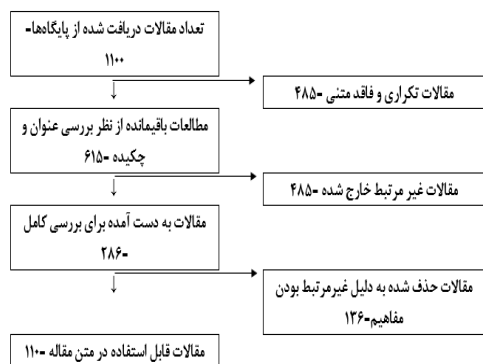 تعداد مقالات دریافت شده از پایگاه‌ها-
۱۱۰۰
مقالات تکراری و فاقد متنی -۴۸۵
مطالعات باقیمانده از نظر بررسی عنوان و
چکیده -۶۱۵
مقالات غیر مرتبط خارج شده -۴۸۵
مقالات به دست آمده برای بررسی کامل
-۲۸۶
مقالات حذف شده به دلیل غیرمرتبط بودن
مفاهیم-۱۳۶
مقالات قابل استفاده در متن مقاله -۱۱۰